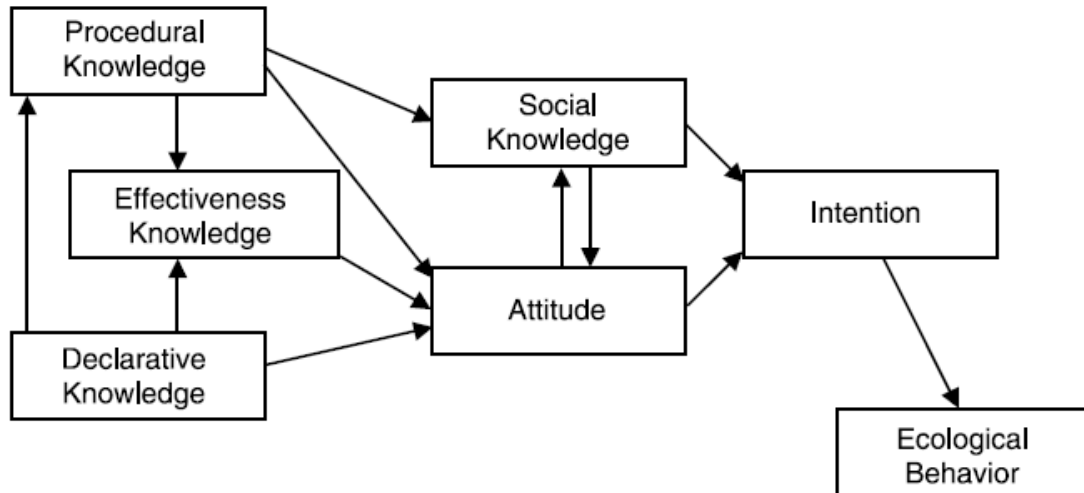 Procedural
Knowledge
Social
Knowledge
Effectiveness
Knowledge
Intention
Attitude
Declarative
Knowledge
Ecological
Behavior